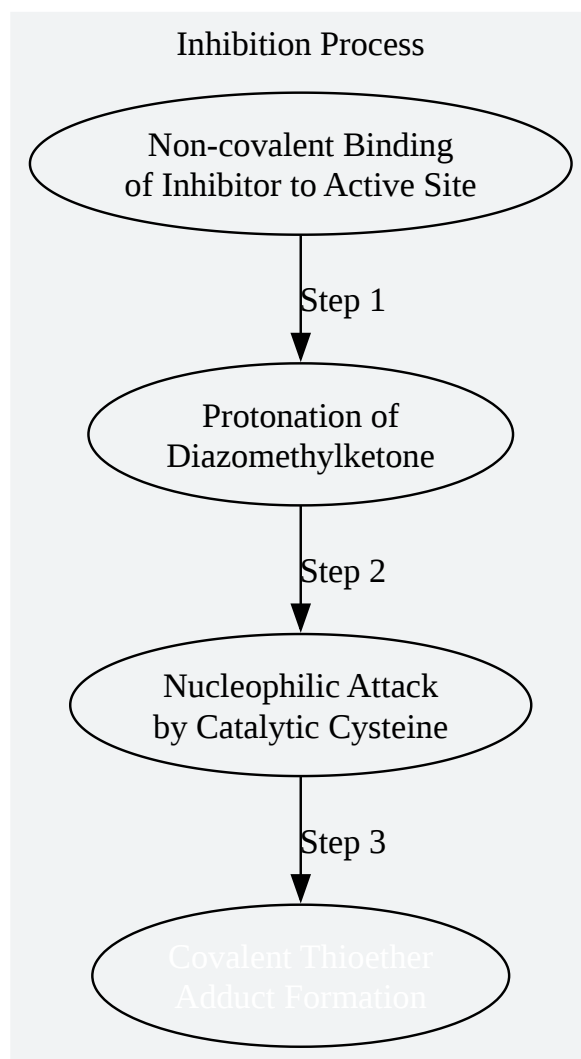 Inhibition Process
Non-covalent Binding
of Inhibitor to Active Site
Step 1
Protonation of
Diazomethylketone
Step 2
Nucleophilic Attack
by Catalytic Cysteine
Step 3
Covalent Thioether
Adduct Formation